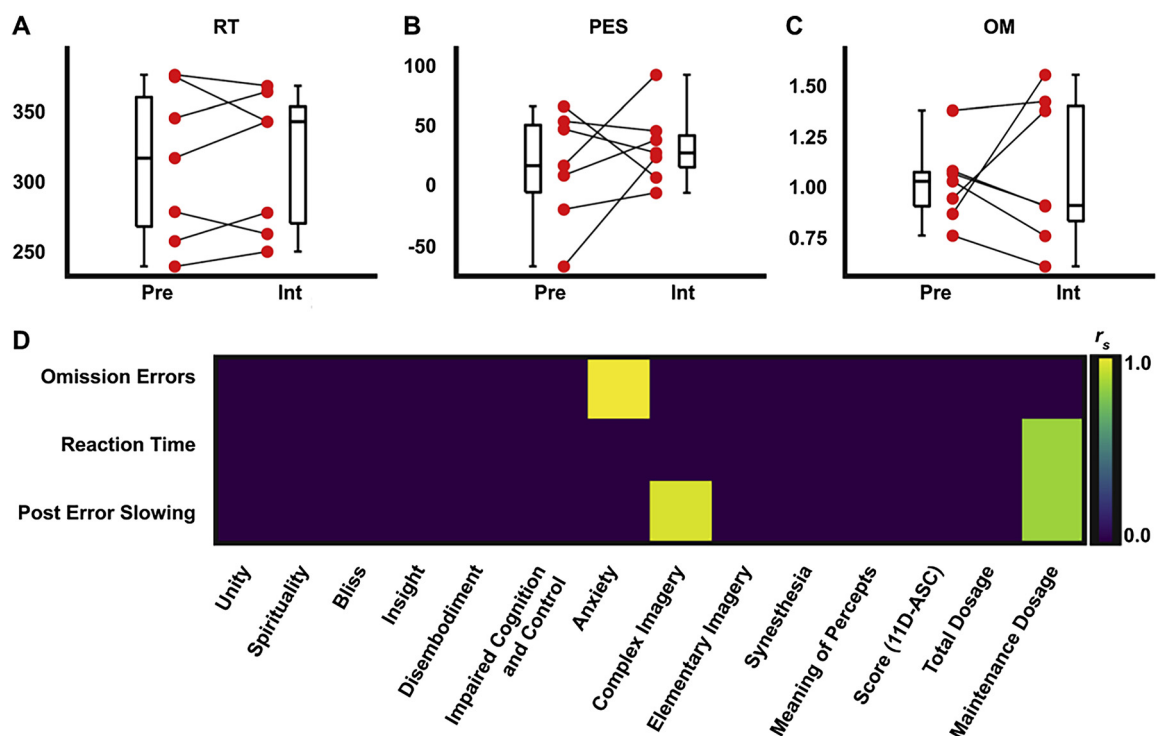 A
RT
350
300
250
Pre
Int
B
PES
100
50
0
-50
Pre
Int
C
OM
1.50
1.25
1.00
0.75
Pre
Int
D
Omission Errors
Reaction Time
Post Error Slowing
Unity
Spirituality
Bliss
Insight
Disembodiment
Impaired Cognition
and Control
Anxiety
Complex Imagery
Elementary Imagery
Synesthesia
Meaning of Percepts
Score (11D-ASC)
Total Dosage
Maintenance Dosage
rs
1.0
0.0